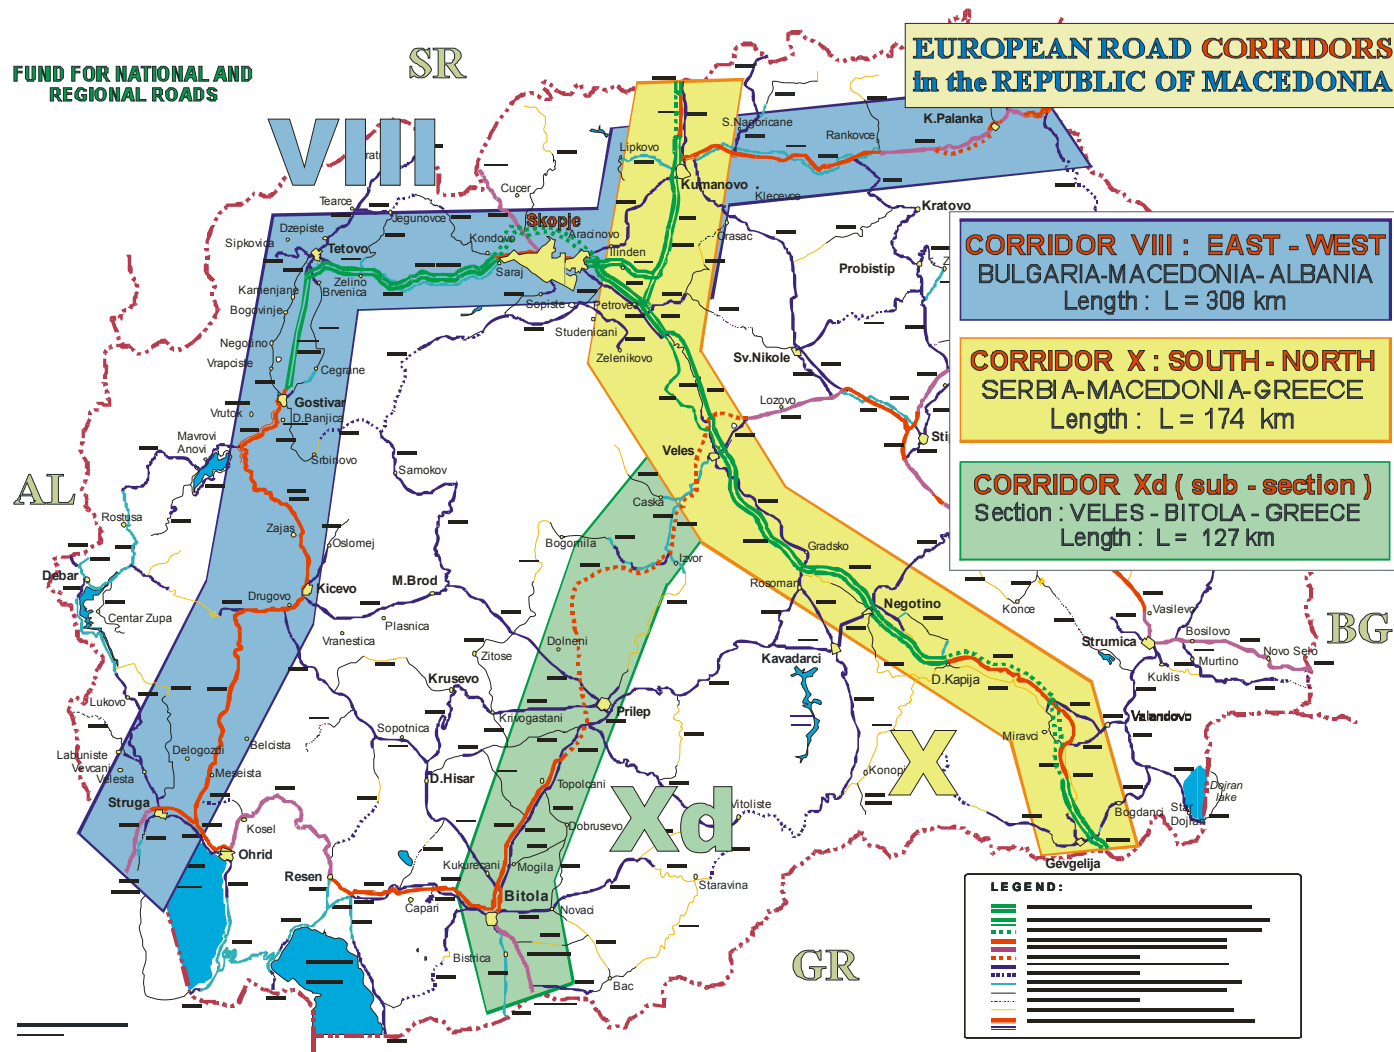 SR
EUROPEAN ROAD CORRIDORS
in the REPUBLIC OF MACEDONIA
FUND FOR NATIONAL AND
REGIONAL ROADS
VIII
S.Nagoricane
K.Palanka
Rankovce
Lipkovo
Kumanovo
Klecevce
Cucer
Tearce
Jegunovce
Kratovo
Skopje
Aracinovo
Dzepiste
Sipkovica
Tetovo
Kondovo
Orasac
Ilinden
Saraj
Zelino
Brvenica
Kamenjane
Bogovinje
Sopiste
Petrovec
Probistip
Studenicani
Zelenikovo
Negotino
Vrapciste
Cegrane
Sv.Nikole
Gostivar
Vrutok
D.Banjica
Lozovo
Mavrovi
Anovi
Srbinovo
Samokov
Veles
CORRIDOR VIII : EAST - WEST
BULGARIA-MACEDONIA-ALBANIA
Length : L = 308 km
CORRIDOR X : SOUTH - NORTH
SERBIA-MACEDONIA-GREECE
Length : L = 174 km
CORRIDOR Xd ( sub - section )
Section : VELES - BITOLA - GREECE
Length : L = 127 km
AL
Rostusa
Zajas
Oslomej
Caska
Bogomila
Izvor
Gradsko
Rosoman
Debar
Centar Zupa
Drugovo
Kicevo
M.Brod
Plasnica
Vranestica
Negotino
Konce
Vasilevo
BG
Strumica
Bosilovo
Murtino
Novo Selo
Kuklis
Dolneni
Zitose
Kavadarci
D.Kapija
Krusevo
Lukovo
Krivogastani
Prilep
Valandovo
Miravci
Sopotnica
Belcista
Delogozdi
Labuniste
Vevcani
Velesta
Meseista
D.Hisar
Topolcani
X
Dojran
lake
Struga
Xd
Vitoliste
Bogdanci
Star
Dojran
Kosel
Dobrusevo
Ohrid
Resen
Kukurecani
Mogila
Gevgelija
Staravina
Bitola
Capari
Novaci
Bistrica
Bac
GR
LEGEND: